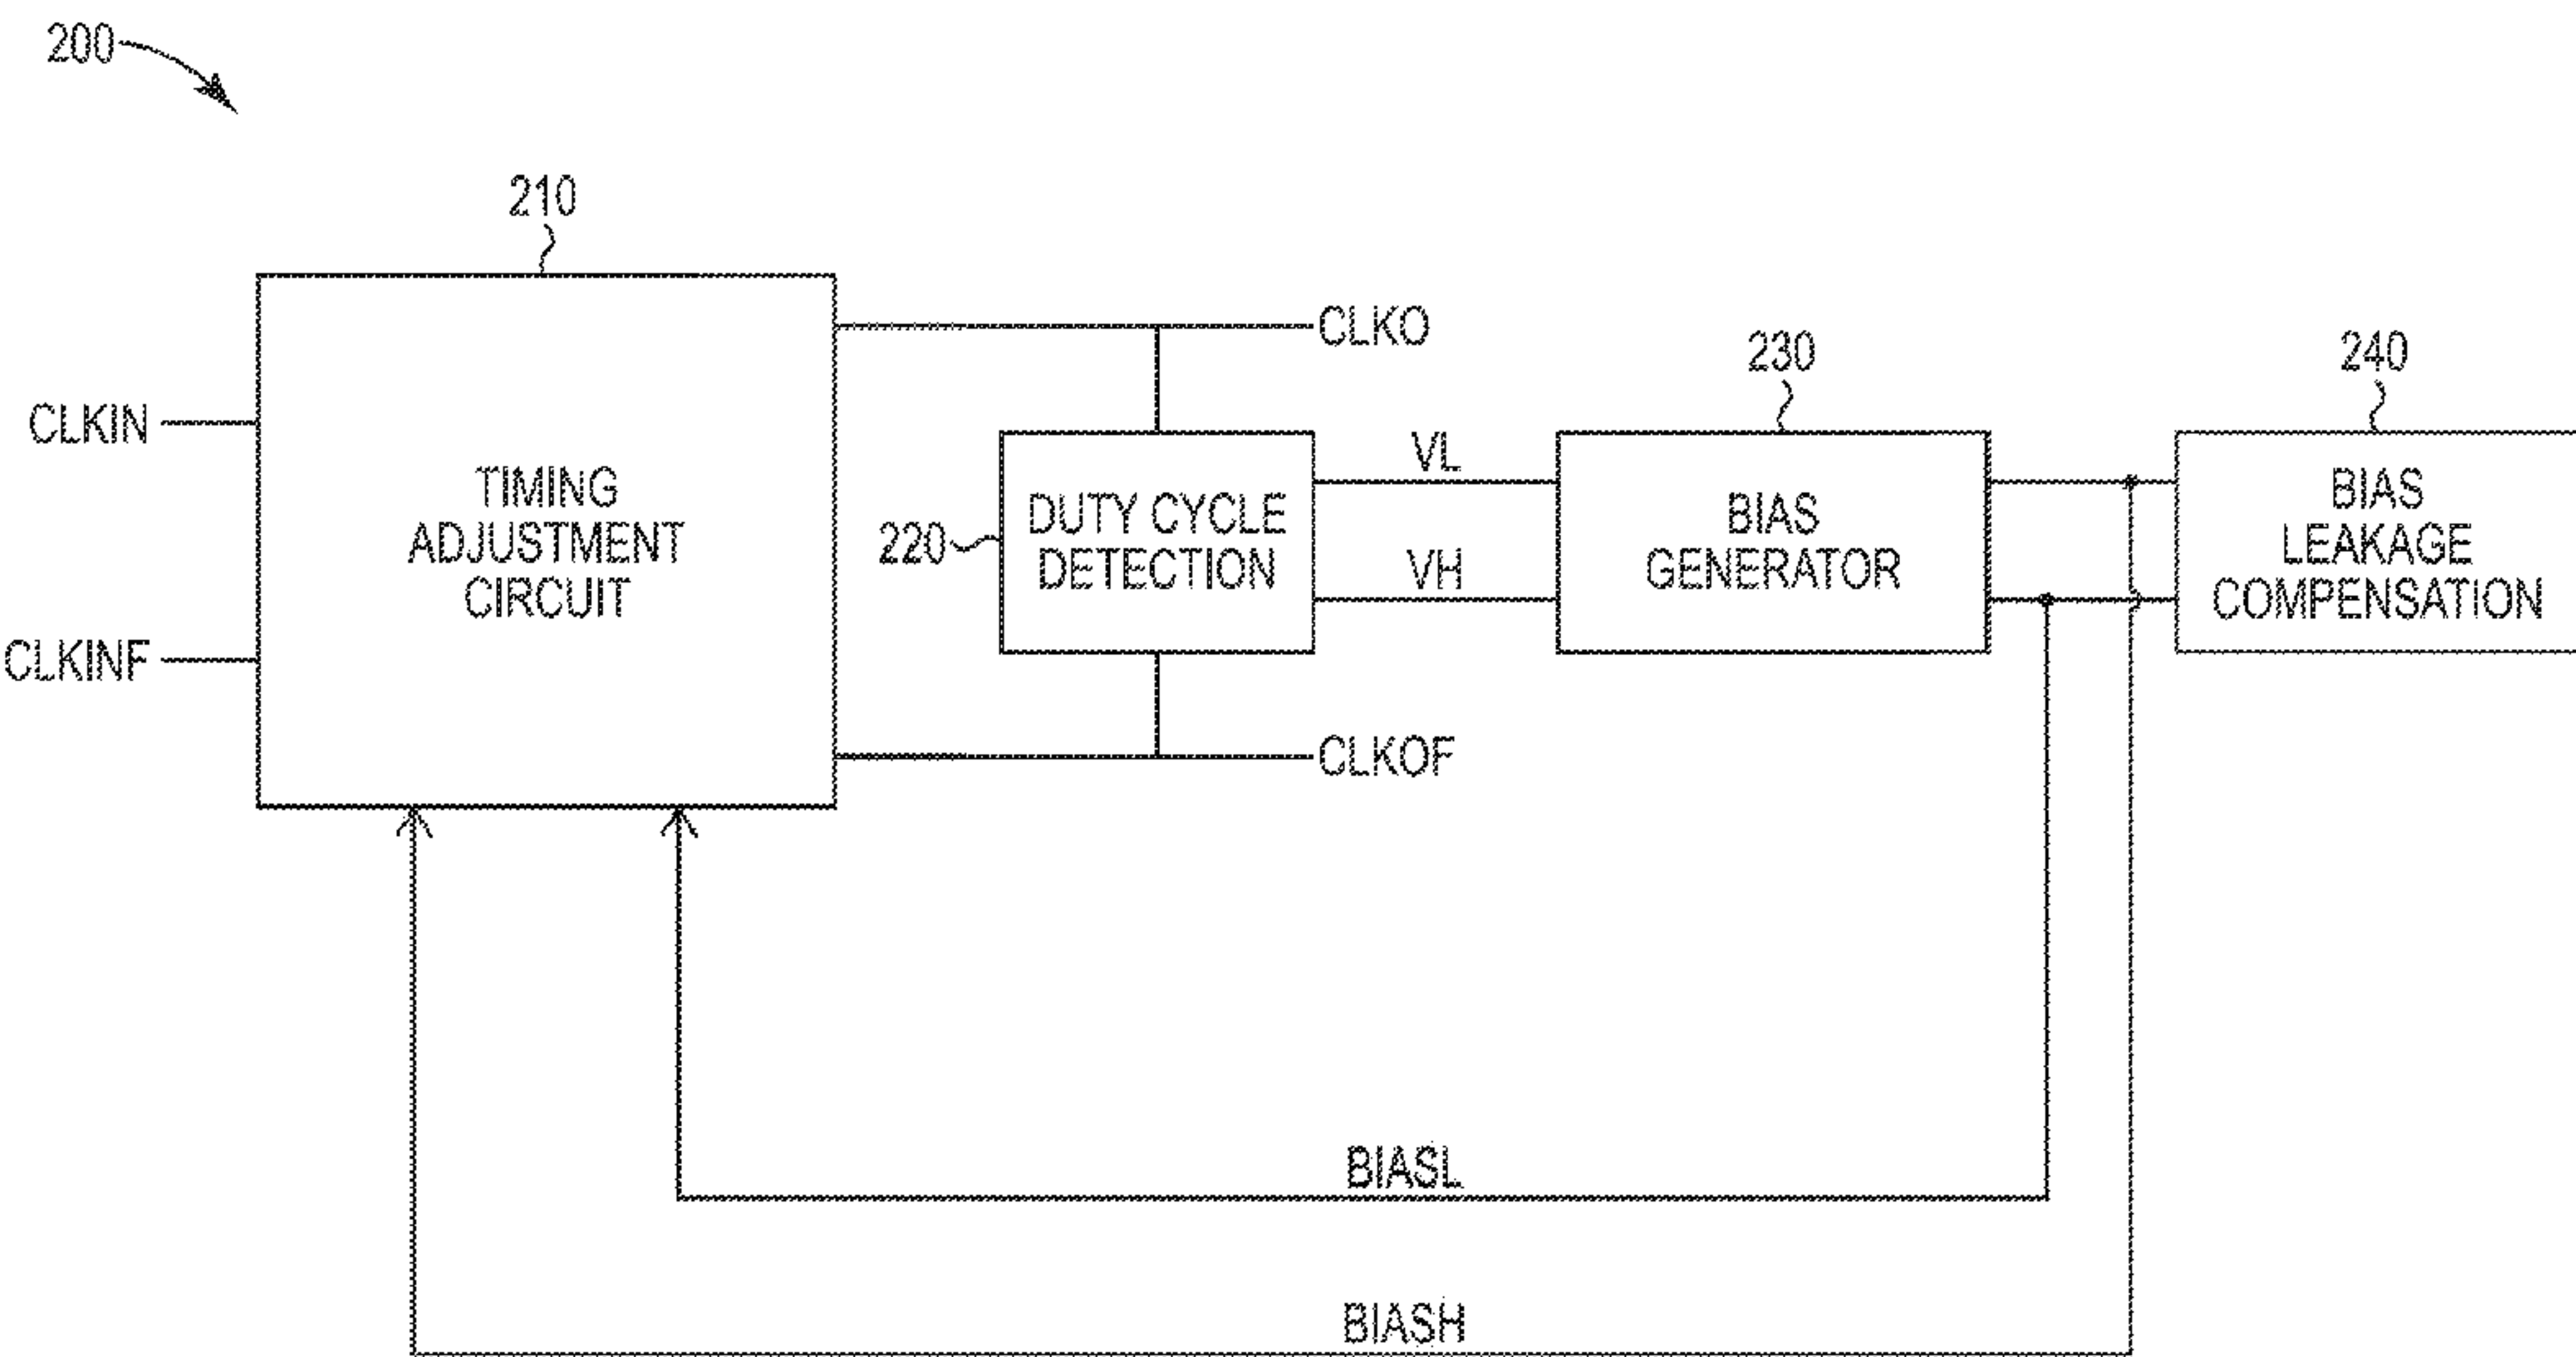 200
210
CLKO
230
240
CLKIN
TIMING
ADJUSTMENT
CIRCUIT
220
DUTY CYCLE
DETECTION
VL
VH
BIAS
GENERATOR
BIAS
LEAKAGE
COMPENSATION
CLKINF
CLKOF
BIASL
BIASH